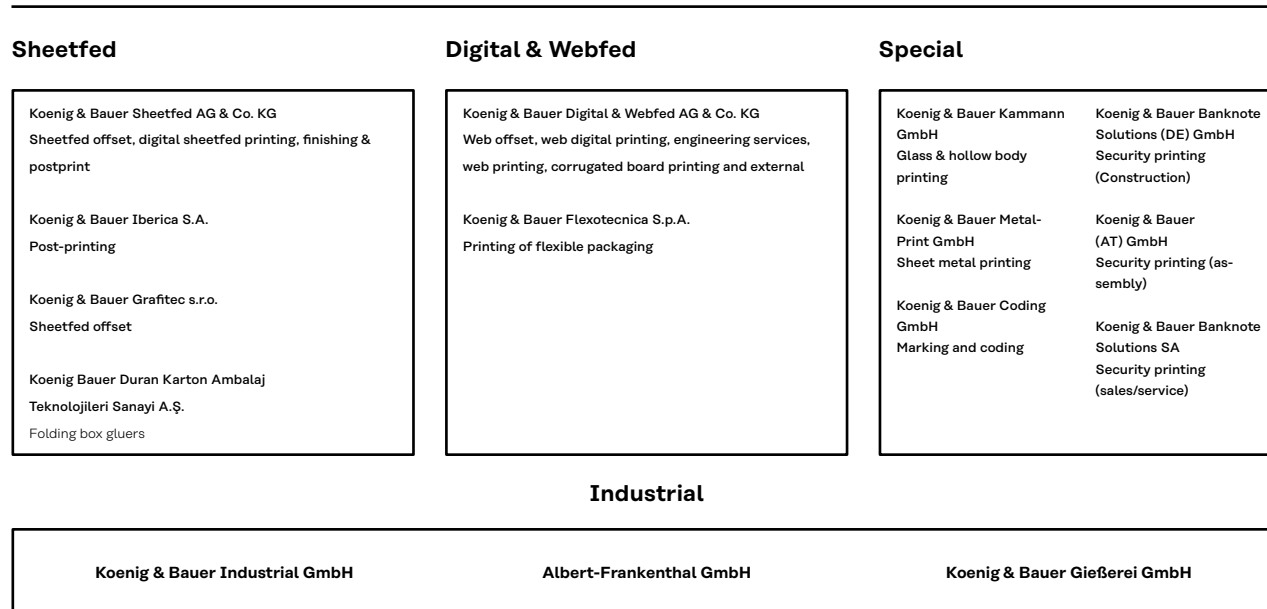 Sheetfed
Koenig & Bauer Sheetfed AG & Co. KG
Sheetfed offset, digital sheetfed printing, finishing &
postprint
Koenig & Bauer Iberica S.A.
Post-printing
Koenig & Bauer Grafitec s.r.o.
Sheetfed offset
Koenig Bauer Duran Karton Ambalaj
Teknolojileri Sanayi A.Ş.
Folding box gluers
Digital & Webfed
Koenig & Bauer Digital & Webfed AG & Co. KG
Web offset, web digital printing, engineering services,
web printing, corrugated board printing and external
Koenig & Bauer Flexotecnica S.p.A.
Printing of flexible packaging
Special
Koenig & Bauer Kammann
GmbH
Glass & hollow body
printing
Koenig & Bauer Metal-
Print GmbH
Sheet metal printing
Koenig & Bauer Coding
GmbH
Marking and coding
Koenig & Bauer Banknote
Solutions (DE) GmbH
Security printing
(Construction)
Koenig & Bauer
(AT) GmbH
Security printing (as-
sembly)
Koenig & Bauer Banknote
Solutions SA
Security printing
(sales/service)
Industrial
Koenig & Bauer Industrial GmbH
Albert-Frankenthal GmbH
Koenig & Bauer Gießerei GmbH